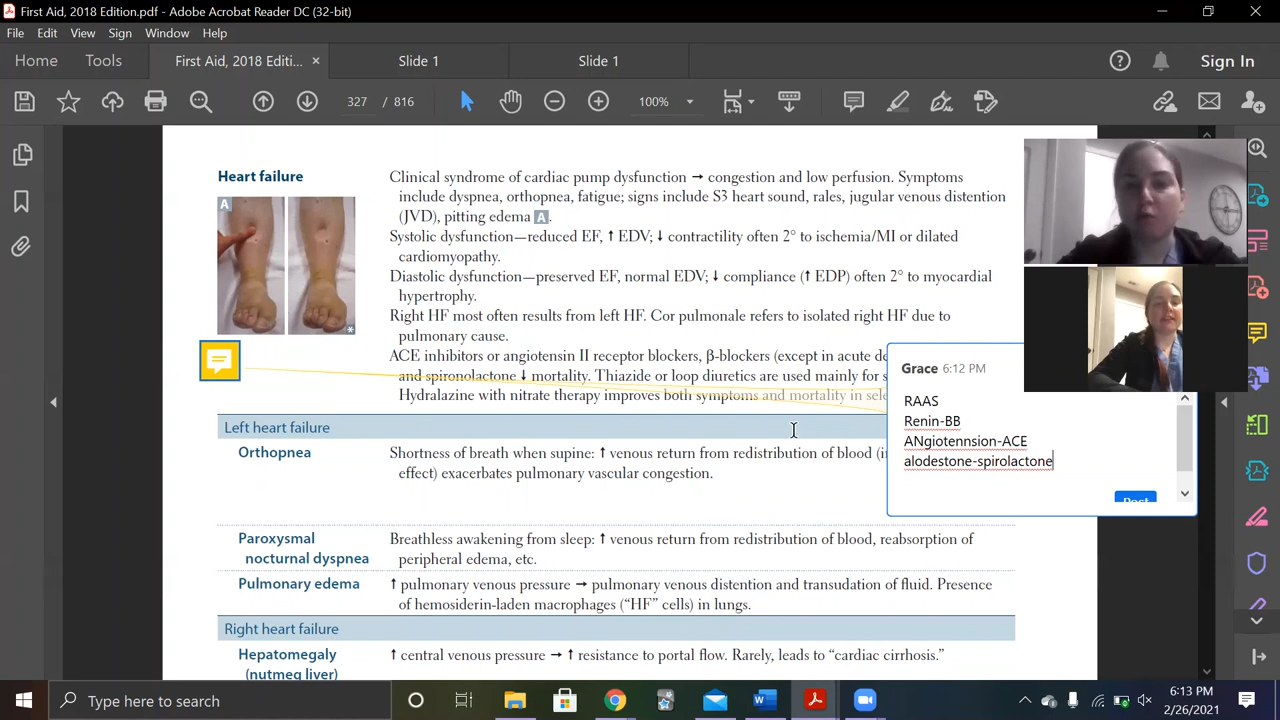 First Aid, 2018 Edition.pdf - Adobe Acrobat Reader DC (32-bit)
File Edit View Sign Window Help
Home Tools First Aid, 2018 Editi... × Slide 1 Slide 1 Sign In
327 / 816 100%
Heart failure
A
Clinical syndrome of cardiac pump dysfunction → congestion and low perfusion. Symptoms
include dyspnea, orthopnea, fatigue; signs include S3 heart sound, rales, jugular venous distention
(JVD), pitting edema A.
Systolic dysfunction—reduced EF, ↑ EDV; ↓ contractility often 2° to ischemia/MI or dilated
cardiomyopathy.
Diastolic dysfunction—preserved EF, normal EDV; ↓ compliance (↑ EDP) often 2° to myocardial
hypertrophy.
Right HF most often results from left HF. Cor pulmonale refers to isolated right HF due to
pulmonary cause.
ACE inhibitors or angiotensin II receptor blockers, β-blockers (except in acute de
and spironolactone ↓ mortality. Thiazide or loop diuretics are used mainly for s
Hydralazine with nitrate therapy improves both symptoms and mortality in sele
Grace 6:12 PM
RAAS
Renin-BB
ANgiotennsion-ACE
alodestone-spirolactone
Post
Left heart failure
Orthopnea
Shortness of breath when supine: ↑ venous return from redistribution of blood (i
effect) exacerbates pulmonary vascular congestion.
Paroxysmal
nocturnal dyspnea
Breathless awakening from sleep: ↑ venous return from redistribution of blood, reabsorption of
peripheral edema, etc.
Pulmonary edema
↑ pulmonary venous pressure → pulmonary venous distention and transudation of fluid. Presence
of hemosiderin-laden macrophages (“HF” cells) in lungs.
Right heart failure
Hepatomegaly
(nutmeg liver)
↑ central venous pressure → ↑ resistance to portal flow. Rarely, leads to “cardiac cirrhosis.”
Type here to search
6:13 PM
2/26/2021